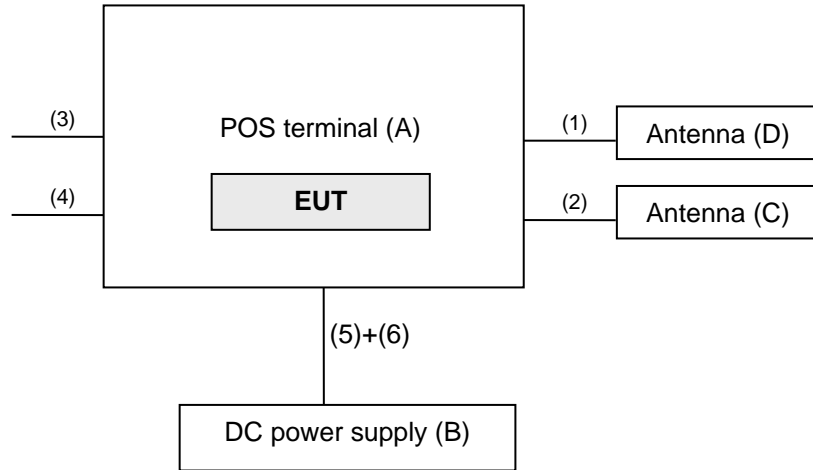 (3)
POS terminal (A)
(1)
Antenna (D)
(4)
EUT
(2)
Antenna (C)
(5)+(6)
DC power supply (B)